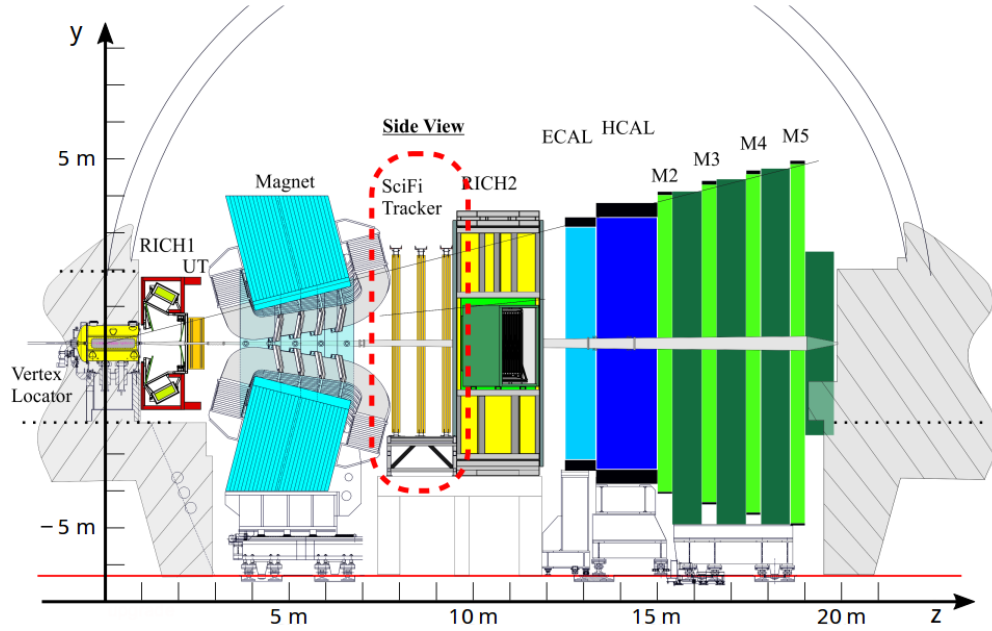 y
Side View
ECAL
HCAL
M5
M4
M3
M2
5 m
Magnet
SciFi
Tracker
RICH2
RICH1
UT
Vertex
Locator
− 5 m
5 m
10 m
15 m
20 m
z